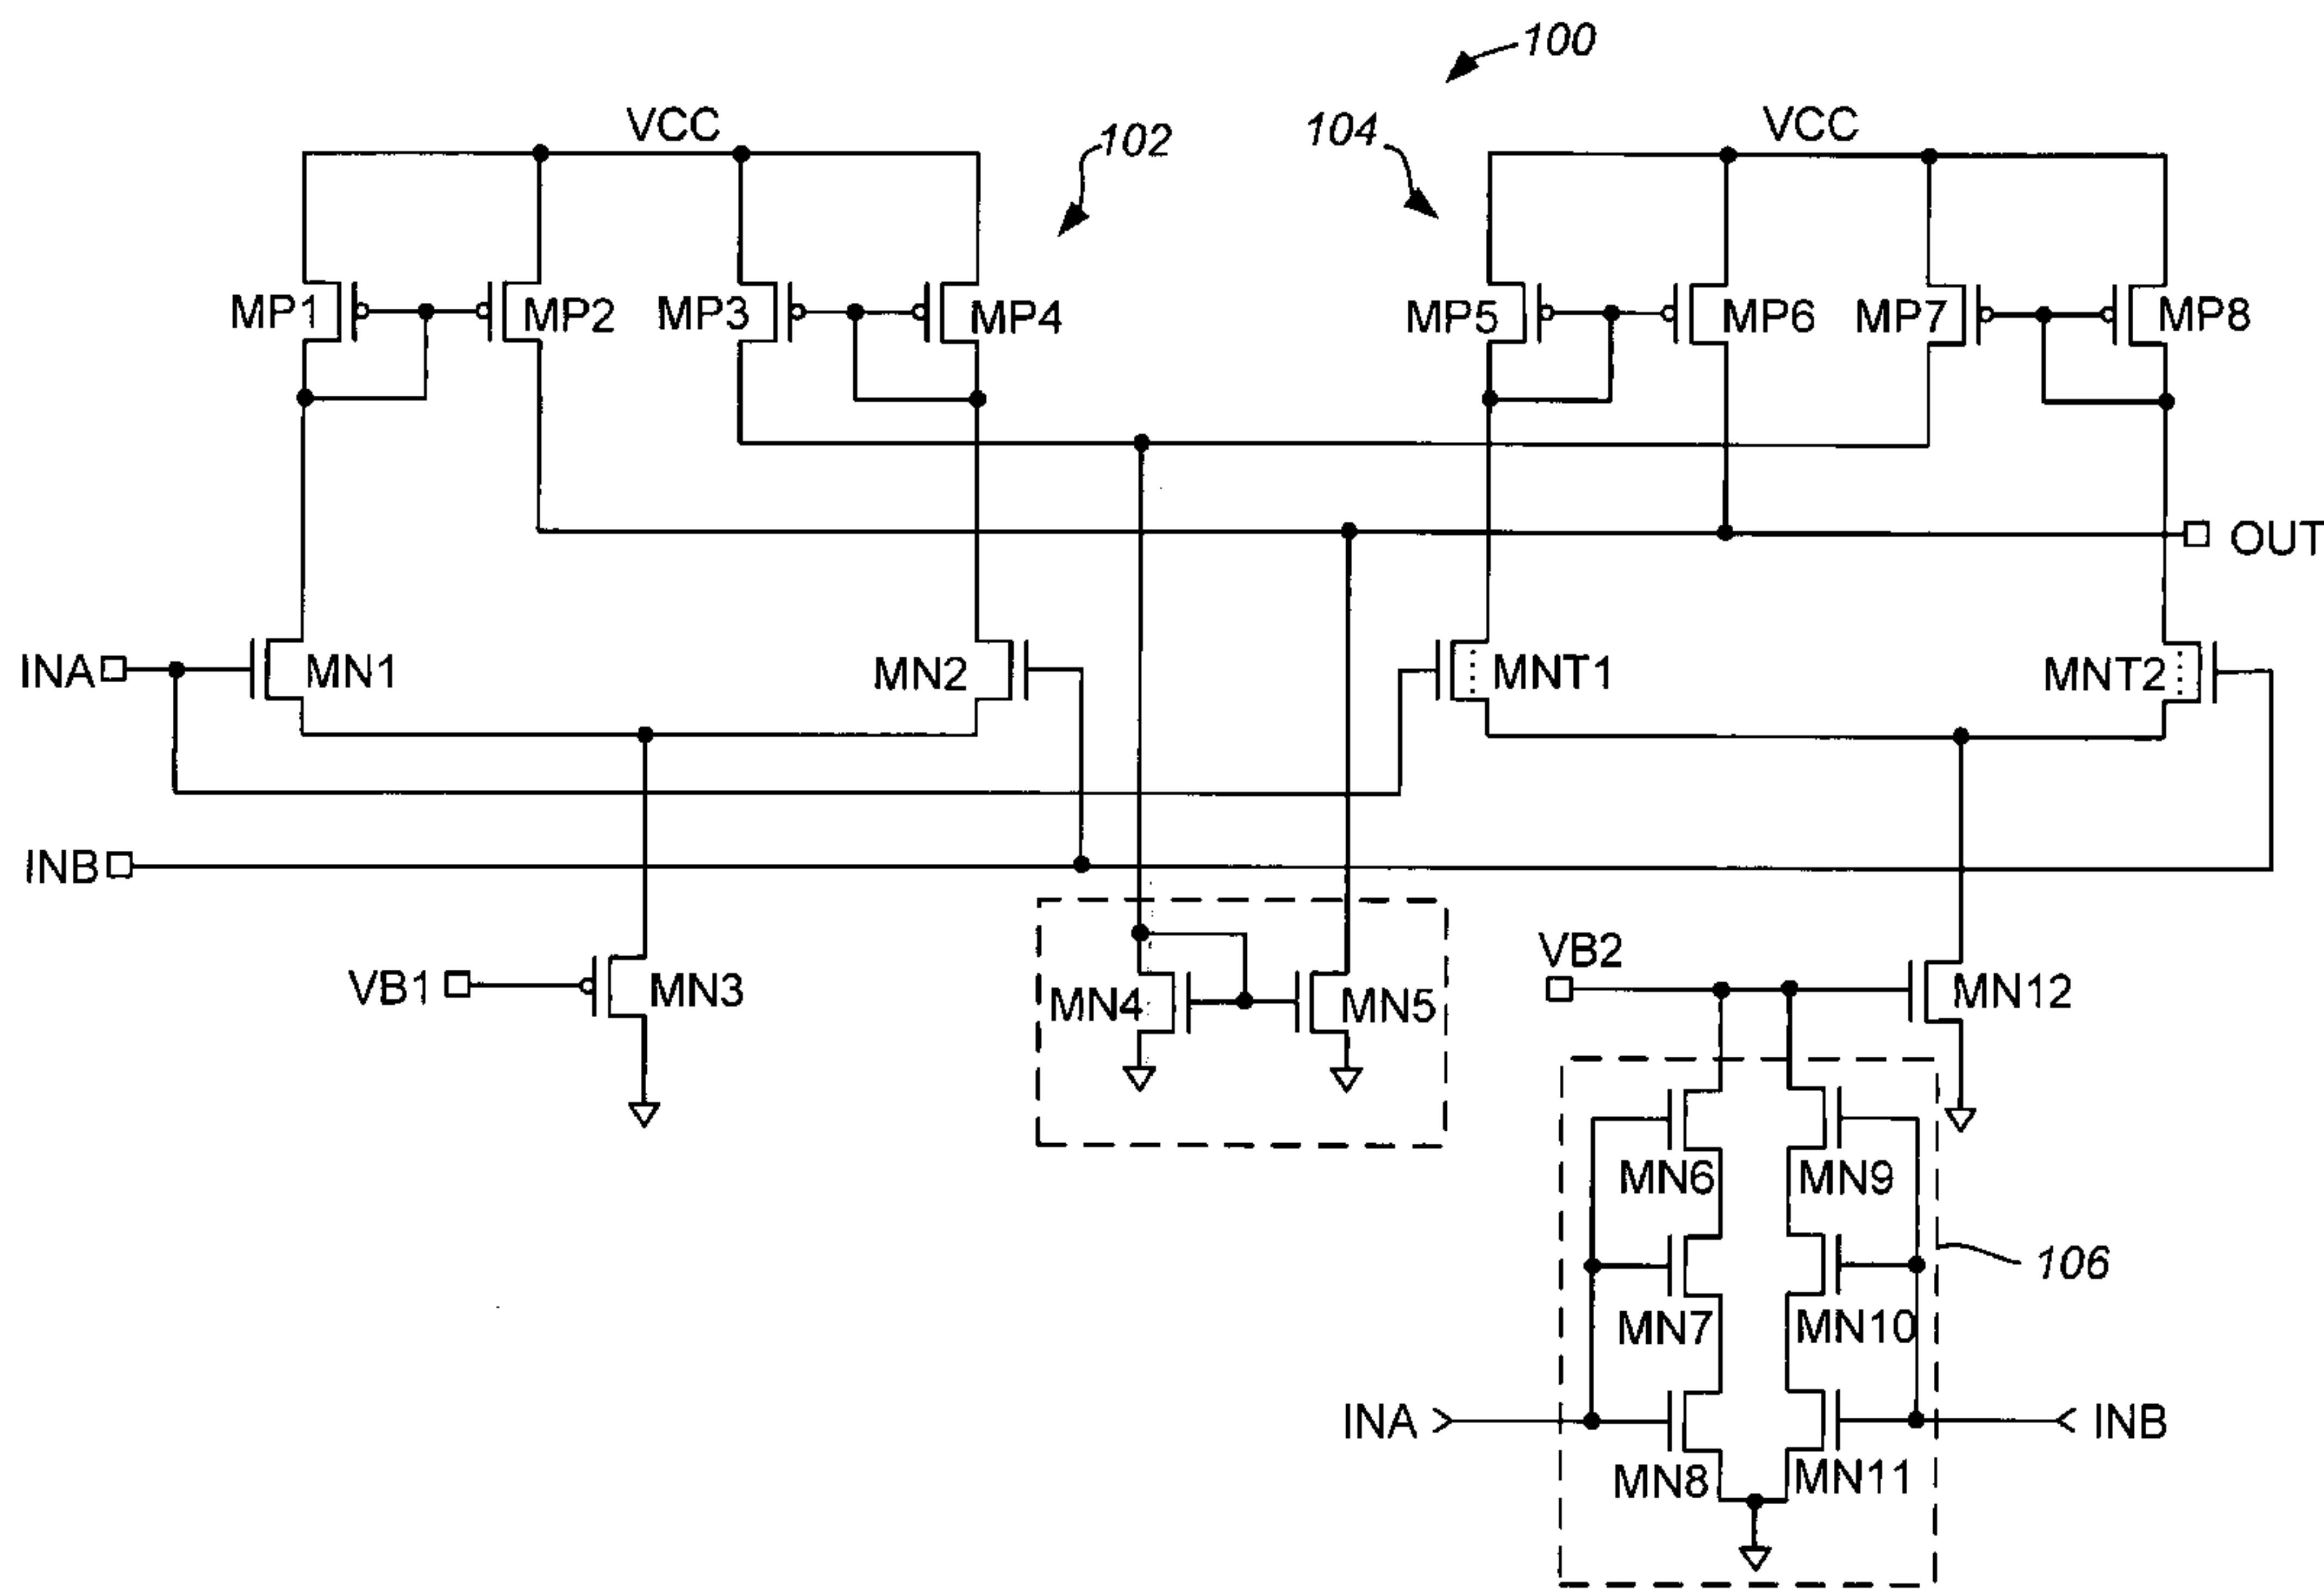 100
VCC
102
104
VCC
MP1
MP2
MP3
MP4
MP5
MP6
MP7
MP8
OUT
INA
MN1
MN2
MNT1
MNT2
INB
VB1
MN3
MN4
MN5
VB2
MN12
MN6
MN9
106
MN7
MN10
INA
INB
MN8
MN11